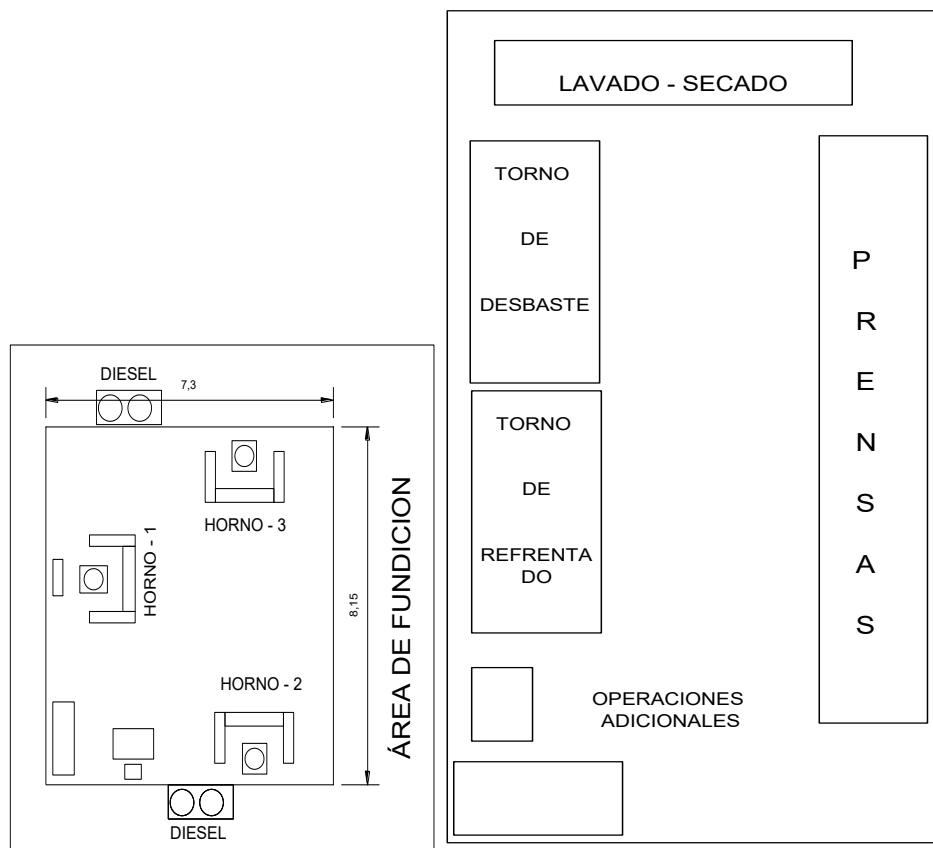 LAVADO - SECADO
TORNO
DE
DESBASTE
P
R
E
N
S
A
S
TORNO
DE
REFRENTA
DO
OPERACIONES
ADICIONALES
DIESEL
7,3
HORNO - 3
HORNO - 1
8,15
ÁREA DE FUNDICION
HORNO - 2
DIESEL